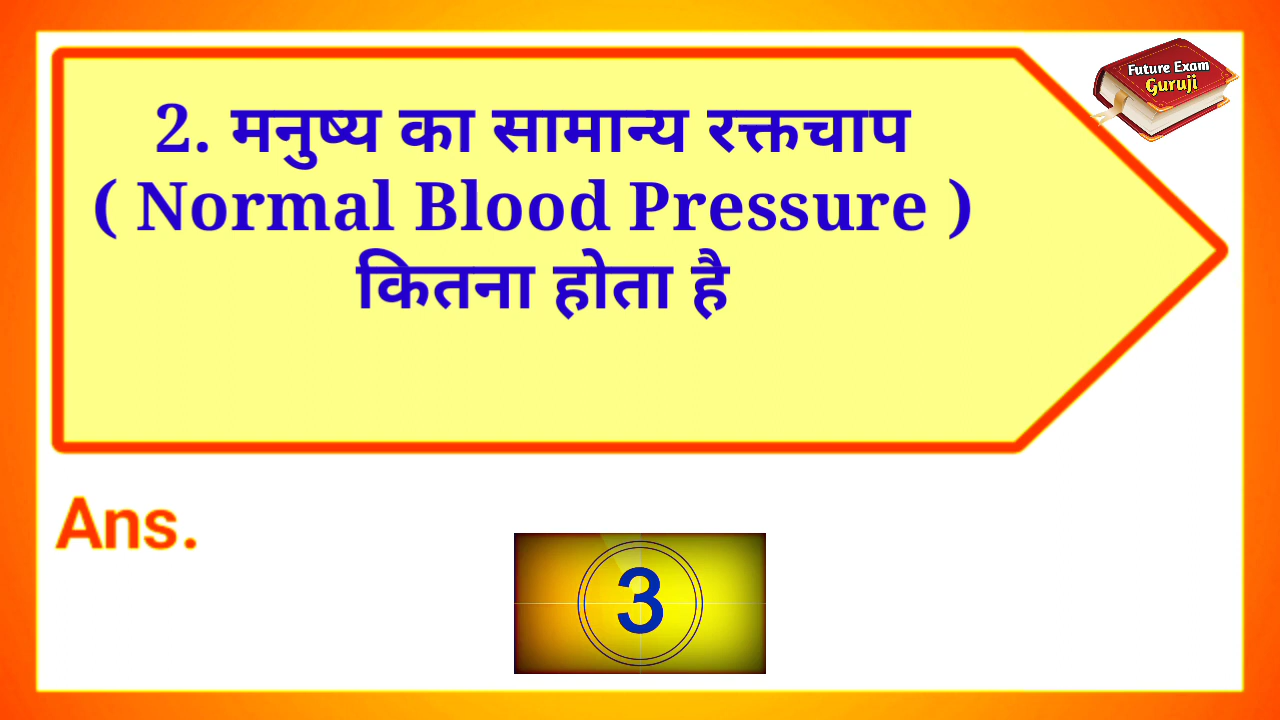 2. मनुष्य का सामान्य रक्तचाप
( Normal Blood Pressure )
कितना होता है
Future Exam
Guruji
Ans.
3